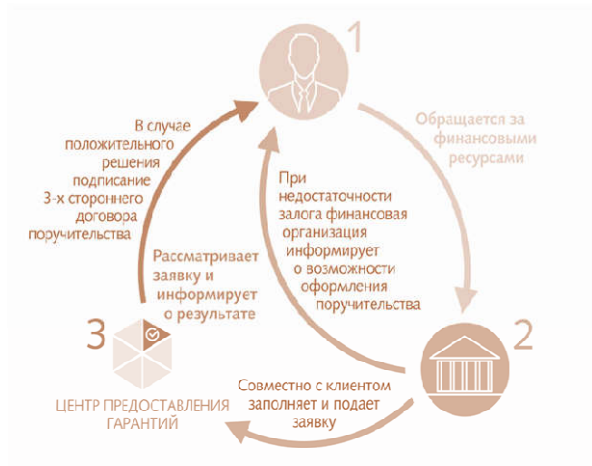 1
Обращается за
финансовыми
ресурсами
2
При
недостаточности
залога финансовая
организация
информирует
о возможности
оформления
поручительства
Совместно с клиентом
заполняет и подает
заявку
3
ЦЕНТР ПРЕДОСТАВЛЕНИЯ
ГАРАНТИЙ
Рассматривает
заявку и
информирует
о результате
В случае
положительного
решения
подписание
3-х стороннего
договора
поручительства